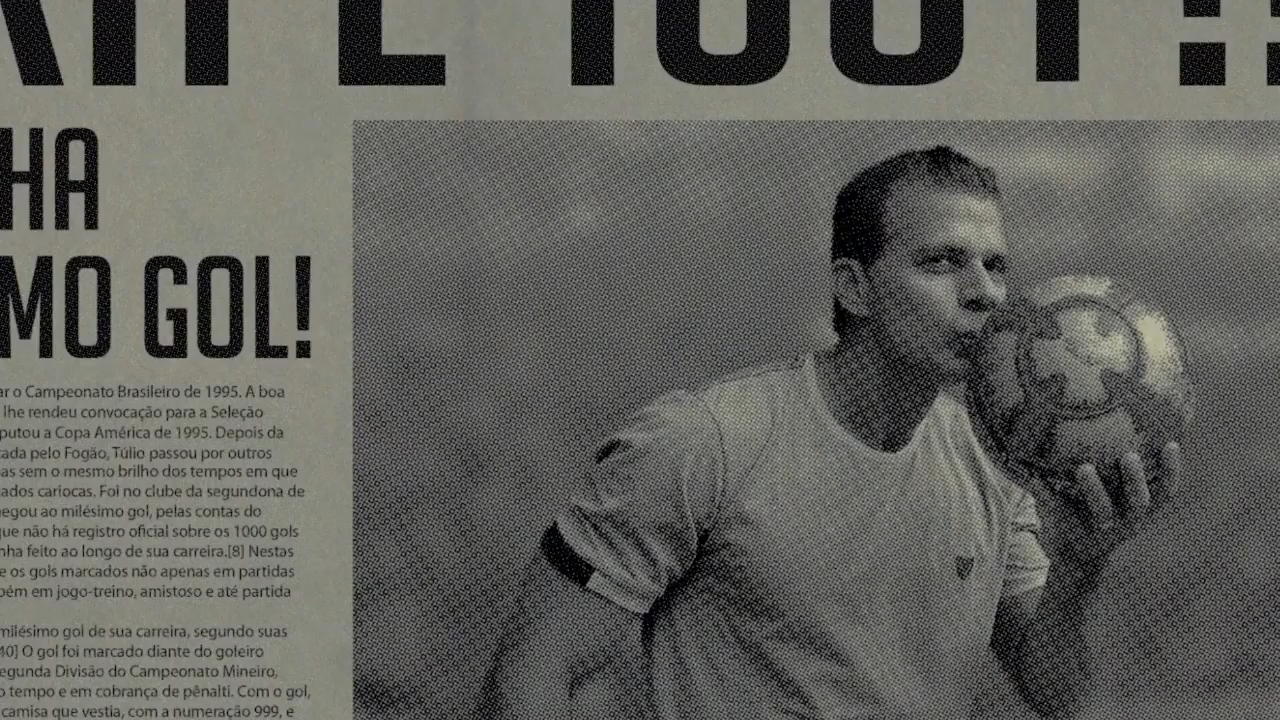 HA
MO GOL!
ar o Campeonato Brasileiro de 1995. A boa
lhe rendeu convocação para a Seleção
putou a Copa América de 1995. Depois da
cada pelo Fogão, Túlio passou por outros
as sem o mesmo brilho dos tempos em que
ados cariocas. Foi no clube da segundona de
hegou ao milésimo gol, pelas contas do
que não há registro oficial sobre os 1000 gols
nha feito ao longo de sua carreira.[8] Nestas
e os gols marcados não apenas em partidas
bém em jogo-treino, amistoso e até partida
milésimo gol de sua carreira, segundo suas
40] O gol foi marcado diante do goleiro
egunda Divisão do Campeonato Mineiro,
o tempo e em cobrança de pênalti. Com o gol,
camisa que vestia, com a numeração 999, e